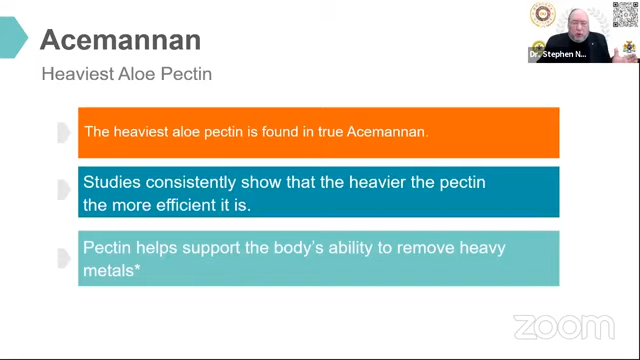 Acemannan
Heaviest Aloe Pectin
The heaviest aloe pectin is found in true Acemannan.
Studies consistently show that the heavier the pectin
the more efficient it is.
Pectin helps support the body's ability to remove heavy
metals*
Dr. Stephen N...
zoom